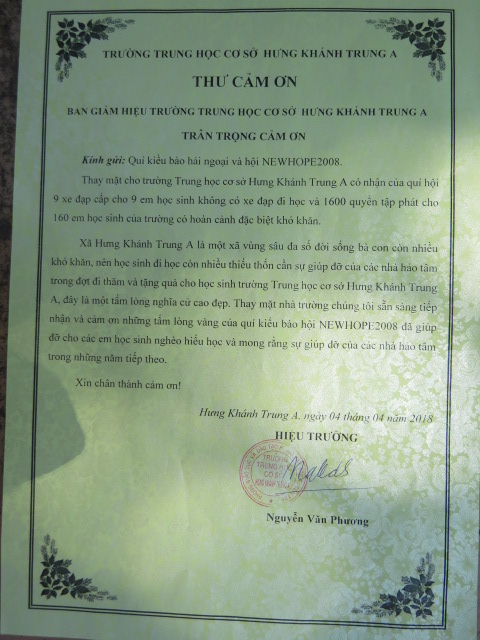 TRƯỜNG TRUNG HỌC CƠ SỞ HƯNG KHÁNH TRUNG A
THƯ CẢM ƠN
BAN GIÁM HIỆU TRƯỜNG TRUNG HỌC CƠ SỞ HƯNG KHÁNH TRUNG A
TRÂN TRỌNG CẢM ƠN
Kính gửi: Quí kiều bào hải ngoại và hội NEWHOPE2008.
Thay mặt cho trường Trung học cơ sở Hưng Khánh Trung A có nhận của quí hội
9 xe đạp cấp cho 9 em học sinh không có xe đạp đi học và 1600 quyển tập phát cho
160 em học sinh của trường có hoàn cảnh đặc biệt khó khăn.
Xã Hưng Khánh Trung A là một xã vùng sâu đa số đời sống bà con còn nhiều
khó khăn, nên học sinh đi học còn nhiều thiếu thốn cần sự giúp đỡ của các nhà hảo tâm
trong đợt đi thăm và tặng quà cho học sinh trường Trung học cơ sở Hưng Khánh Trung
A, đây là một tấm lòng nghĩa cử cao đẹp. Thay mặt nhà trường chúng tôi sẵn sàng tiếp
nhận và cảm ơn những tấm lòng vàng của quí kiều bào hội NEWHOPE2008 đã giúp
đỡ cho các em học sinh nghèo hiếu học và mong rằng sự giúp đỡ của các nhà hảo tâm
trong những năm tiếp theo.
Xin chân thành cảm ơn!
Hưng Khánh Trung A, ngày 04 tháng 04 năm 2018
HIỆU TRƯỞNG
TRƯỜNG
TRUNG HỌC
CƠ SỞ
Nguyễn Văn Phương